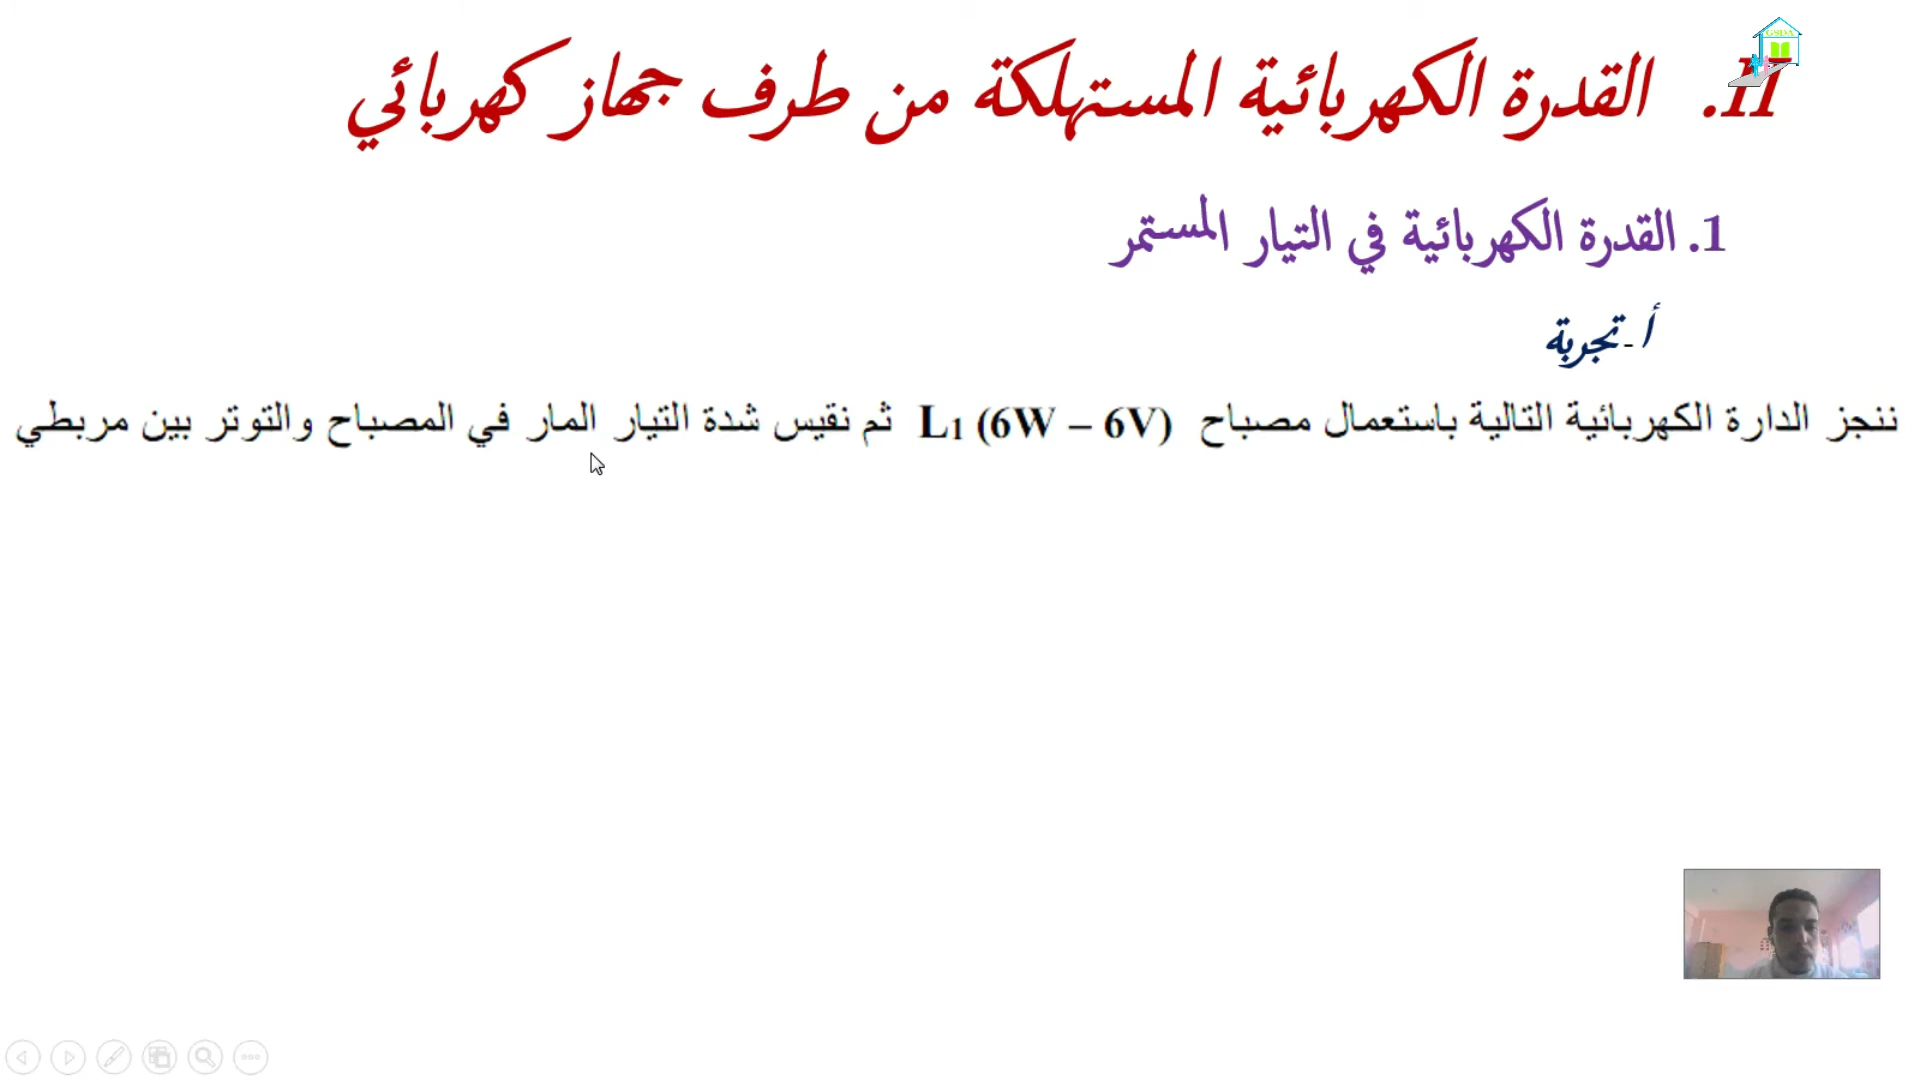 GSDA
II. القدرة الكهربائية المستهلكة من طرف جهاز كهربائي
1. القدرة الكهربائية في التيار المستمر
أ-تجربة
ننجز الدارة الكهربائية التالية باستعمال مصباح L1 (6W – 6V) ثم نقيس شدة التيار المار في المصباح والتوتر بين مربطي